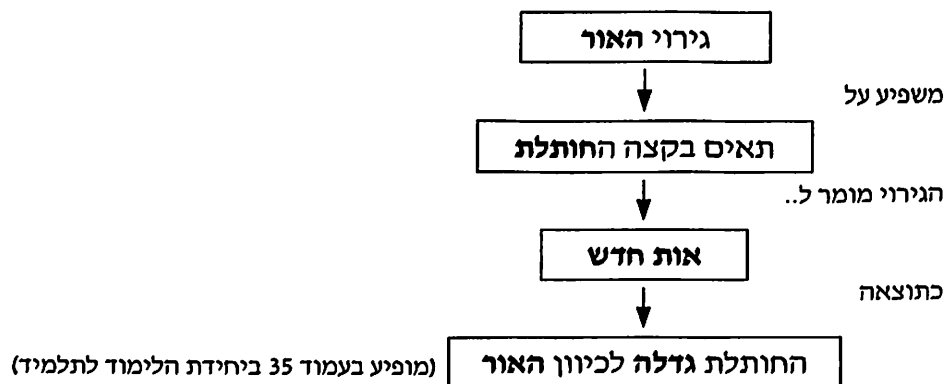 גירוי האור
משפיע על
תאים בקצה החותלת
הגירוי מומר ל..
אות חדש
כתוצאה
החותלת גדלה לכיוון האור (מופיע בעמוד 35 ביחידת הלימוד לתלמיד)